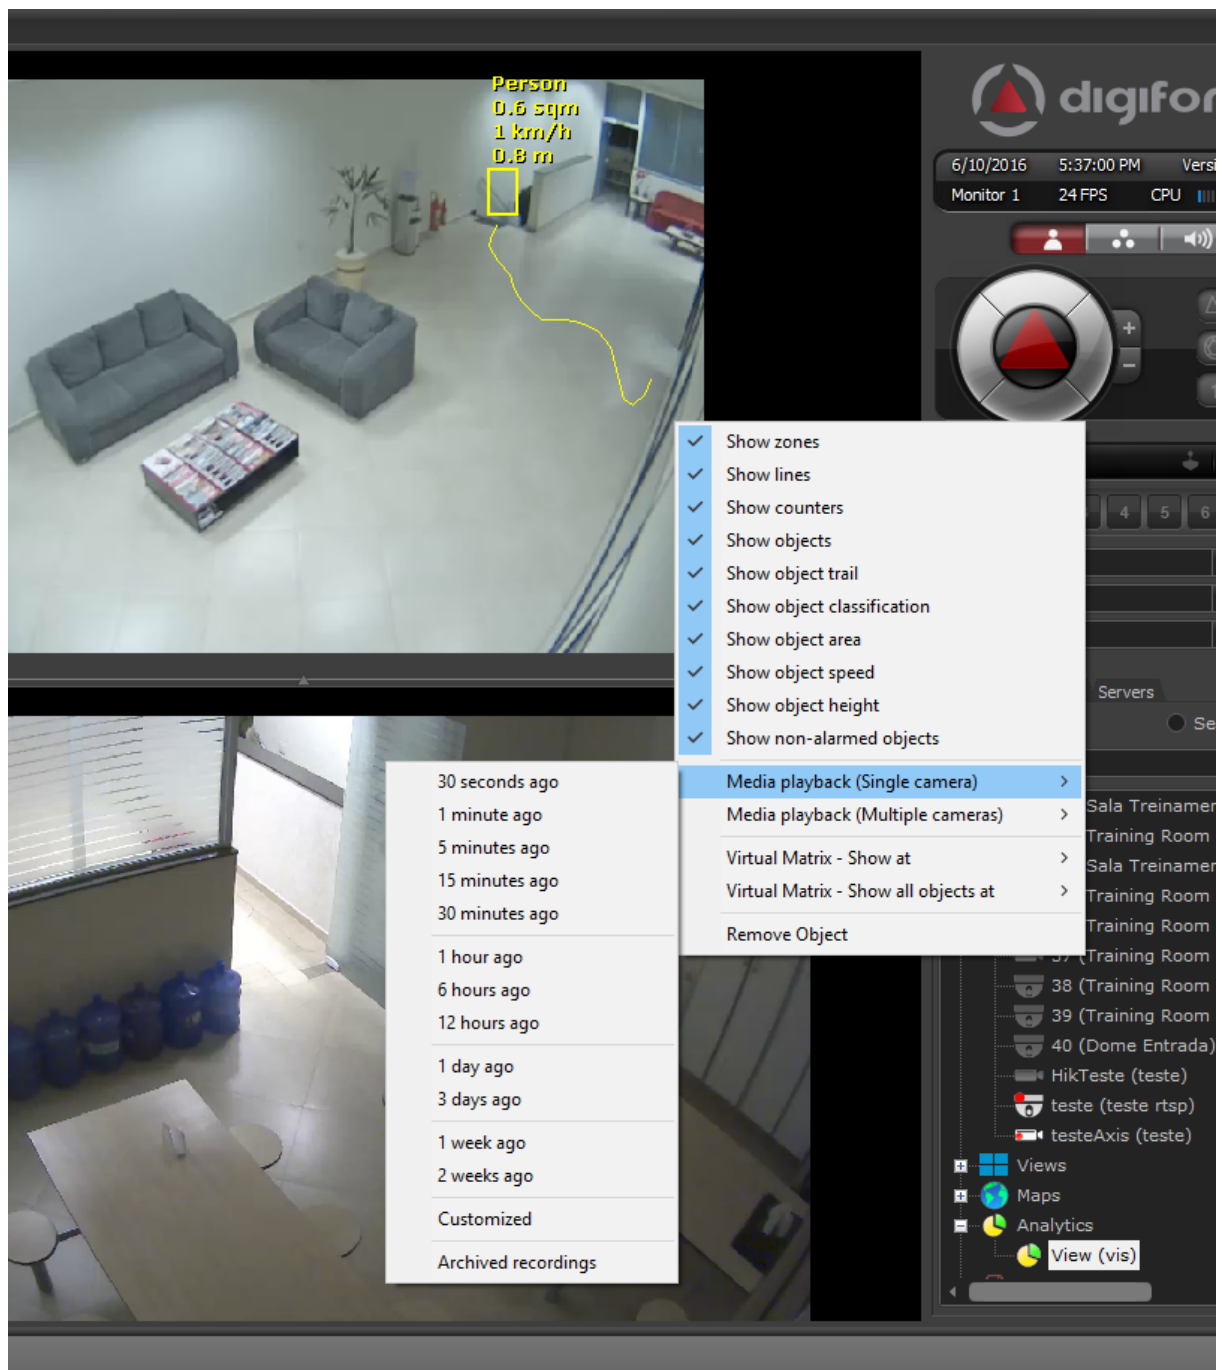 Person
0.6 sqm
1 km/h
0.8 m
digifor
6/10/2016 5:37:00 PM Versi
Monitor 1 24 FPS CPU
Show zones
Show lines
Show counters
4 5 6
Show objects
Show object trail
Show object classification
Show object area
Show object speed
Servers
Show object height
Se
Show non-alarmed objects
Media playback (Single camera)
Media playback (Multiple cameras)
Virtual Matrix - Show at
Virtual Matrix - Show all objects at
Remove Object
30 seconds ago
1 minute ago
5 minutes ago
15 minutes ago
30 minutes ago
1 hour ago
6 hours ago
12 hours ago
1 day ago
3 days ago
1 week ago
2 weeks ago
Customized
Archived recordings
Sala Treinamer
Training Room
Sala Treinamer
Training Room
Training Room
37 (Training Room
38 (Training Room
39 (Training Room
40 (Dome Entrada)
HikTeste (teste)
teste (teste rtsp)
testeAxis (teste)
Views
Maps
Analytics
View (vis)